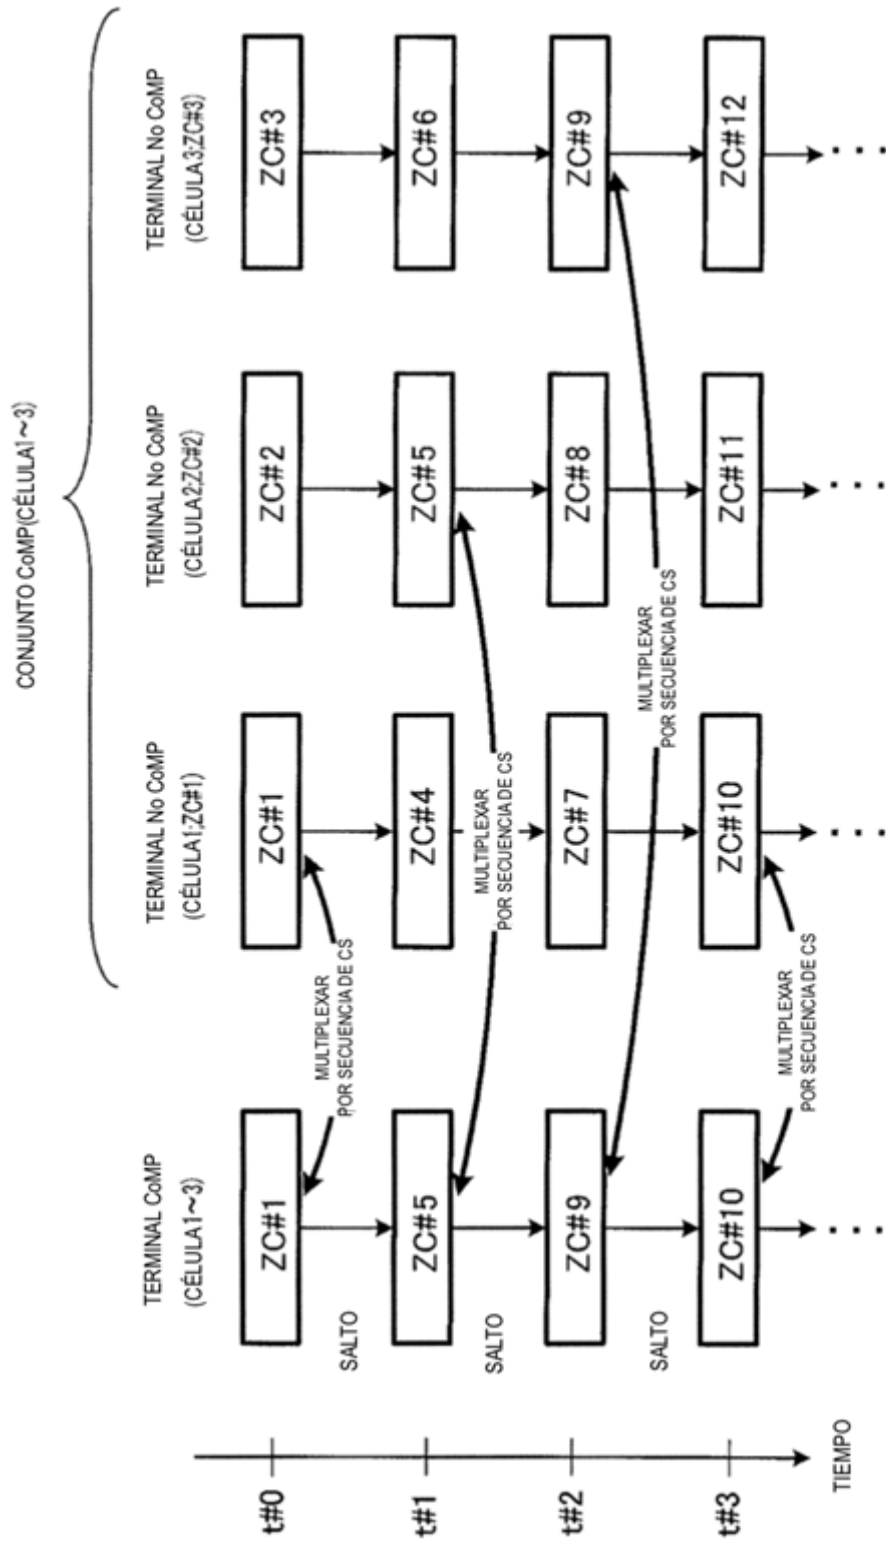 CONJUNTO CoMP(CÉLULA1~3)
TERMINAL CoMP
(CÉLULA1~3)
TERMINAL No CoMP
(CÉLULA1;ZC#1)
TERMINAL No CoMP
(CÉLULA2;ZC#2)
TERMINAL No CoMP
(CÉLULA3;ZC#3)
t#0
ZC#1
ZC#1
ZC#2
ZC#3
SALTO
MULTIPLEXAR
POR SECUENCIA DE CS
t#1
ZC#5
ZC#4
ZC#5
ZC#6
SALTO
MULTIPLEXAR
POR SECUENCIA DE CS
t#2
ZC#9
ZC#7
ZC#8
ZC#9
SALTO
MULTIPLEXAR
POR SECUENCIA DE CS
t#3
ZC#10
ZC#10
ZC#11
ZC#12
MULTIPLEXAR
POR SECUENCIA DE CS
TIEMPO